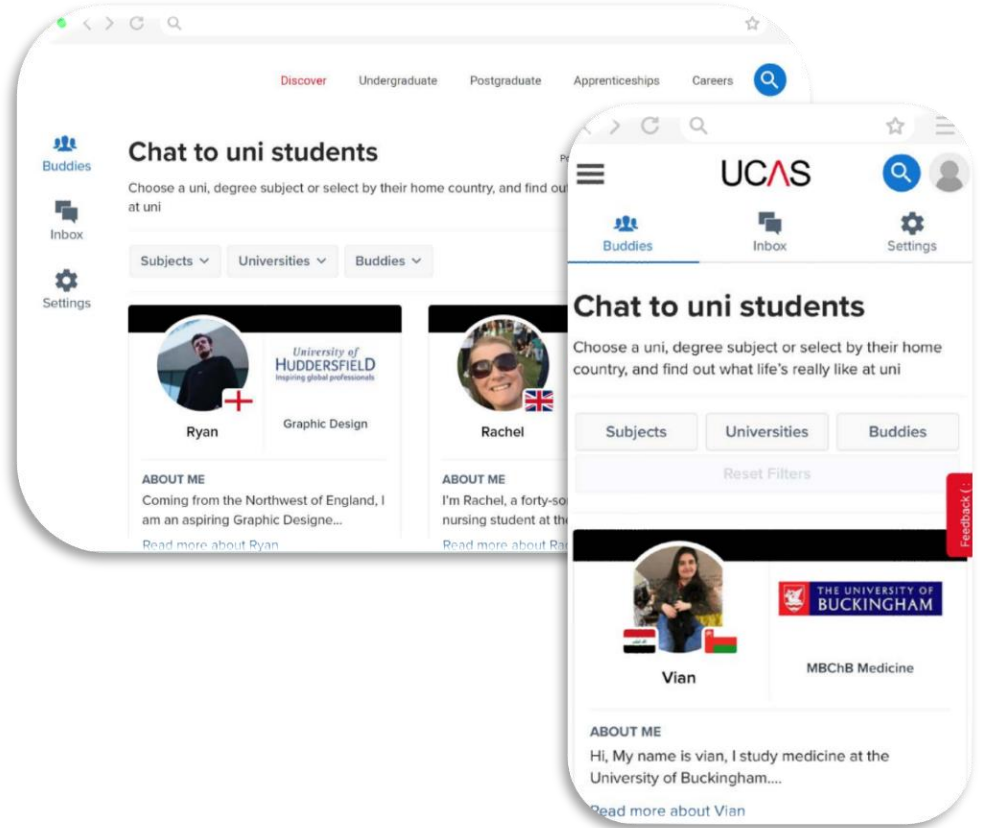 Discover Undergraduate Postgraduate Apprenticeships Careers
Buddies
Inbox
Settings
Chat to uni students
Choose a uni, degree subject or select by their home country, and find out
at uni
Subjects Universities Buddies
University of
HUDDERSFIELD
Inspiring global professionals
Ryan
Graphic Design
ABOUT ME
Coming from the Northwest of England, I
am an aspiring Graphic Designe...
Read more about Ryan
Rachel
ABOUT ME
I'm Rachel, a
nursing student at
Read more about
UCAS
Buddies Inbox Settings
Chat to uni students
Choose a uni, degree subject or select by their home
country, and find out what life's really like at uni
Subjects Universities Buddies
Reset Filters
Feedback (:
THE UNIVERSITY OF
BUCKINGHAM
Vian
MBChB Medicine
ABOUT ME
Hi, My name is vian, I study medicine at the
University of Buckingham....
Read more about Vian